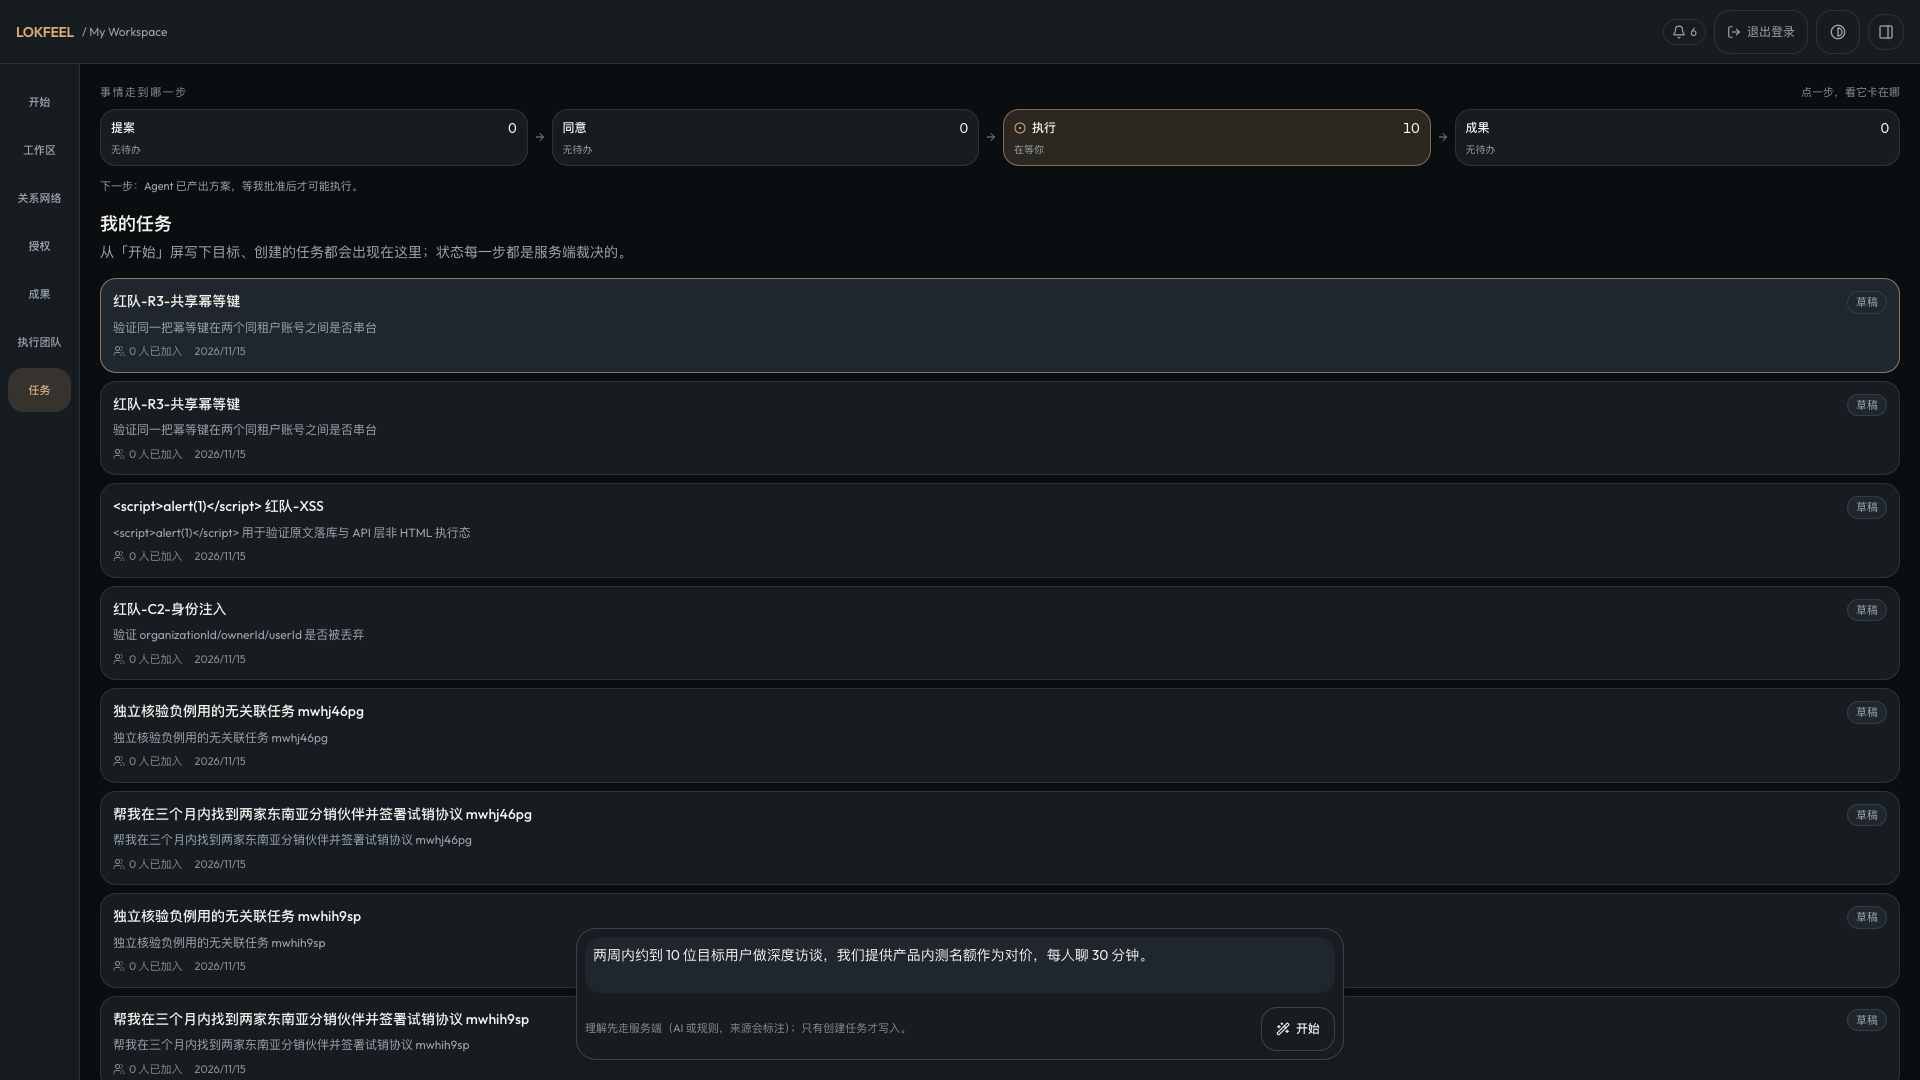 LOKFEEL / My Workspace
6
退出登录
开始
工作区
关系网络
授权
成果
执行团队
任务
事情走到哪一步
点一步，看它卡在哪
提案 0
无待办
同意 0
无待办
执行 10
在等你
成果 0
无待办
下一步：Agent 已产出方案，等我批准后才可能执行。
我的任务
从「开始」屏写下目标、创建的任务都会出现在这里；状态每一步都是服务端裁决的。
红队-R3-共享幂等键
草稿
验证同一把幂等键在两个同租户账号之间是否串台
0 人已加入 2026/11/15
红队-R3-共享幂等键
草稿
验证同一把幂等键在两个同租户账号之间是否串台
0 人已加入 2026/11/15
<script>alert(1)</script> 红队-XSS
草稿
<script>alert(1)</script> 用于验证原文落库与 API 层非 HTML 执行态
0 人已加入 2026/11/15
红队-C2-身份注入
草稿
验证 organizationId/ownerId/userId 是否被丢弃
0 人已加入 2026/11/15
独立核验负例用的无关联任务 mwhj46pg
草稿
独立核验负例用的无关联任务 mwhj46pg
0 人已加入 2026/11/15
帮我在三个月内找到两家东南亚分销伙伴并签署试销协议 mwhj46pg
草稿
帮我在三个月内找到两家东南亚分销伙伴并签署试销协议 mwhj46pg
0 人已加入 2026/11/15
独立核验负例用的无关联任务 mwhih9sp
草稿
独立核验负例用的无关联任务 mwhih9sp
0 人已加入 2026/11/15
帮我在三个月内找到两家东南亚分销伙伴并签署试销协议 mwhih9sp
草稿
帮我在三个月内找到两家东南亚分销伙伴并签署试销协议 mwhih9sp
0 人已加入 2026/11/15
两周内约到 10 位目标用户做深度访谈，我们提供产品内测名额作为对价，每人聊 30 分钟。
理解先走服务端（AI 或规则，来源会标注）；只有创建任务才写入。
开始